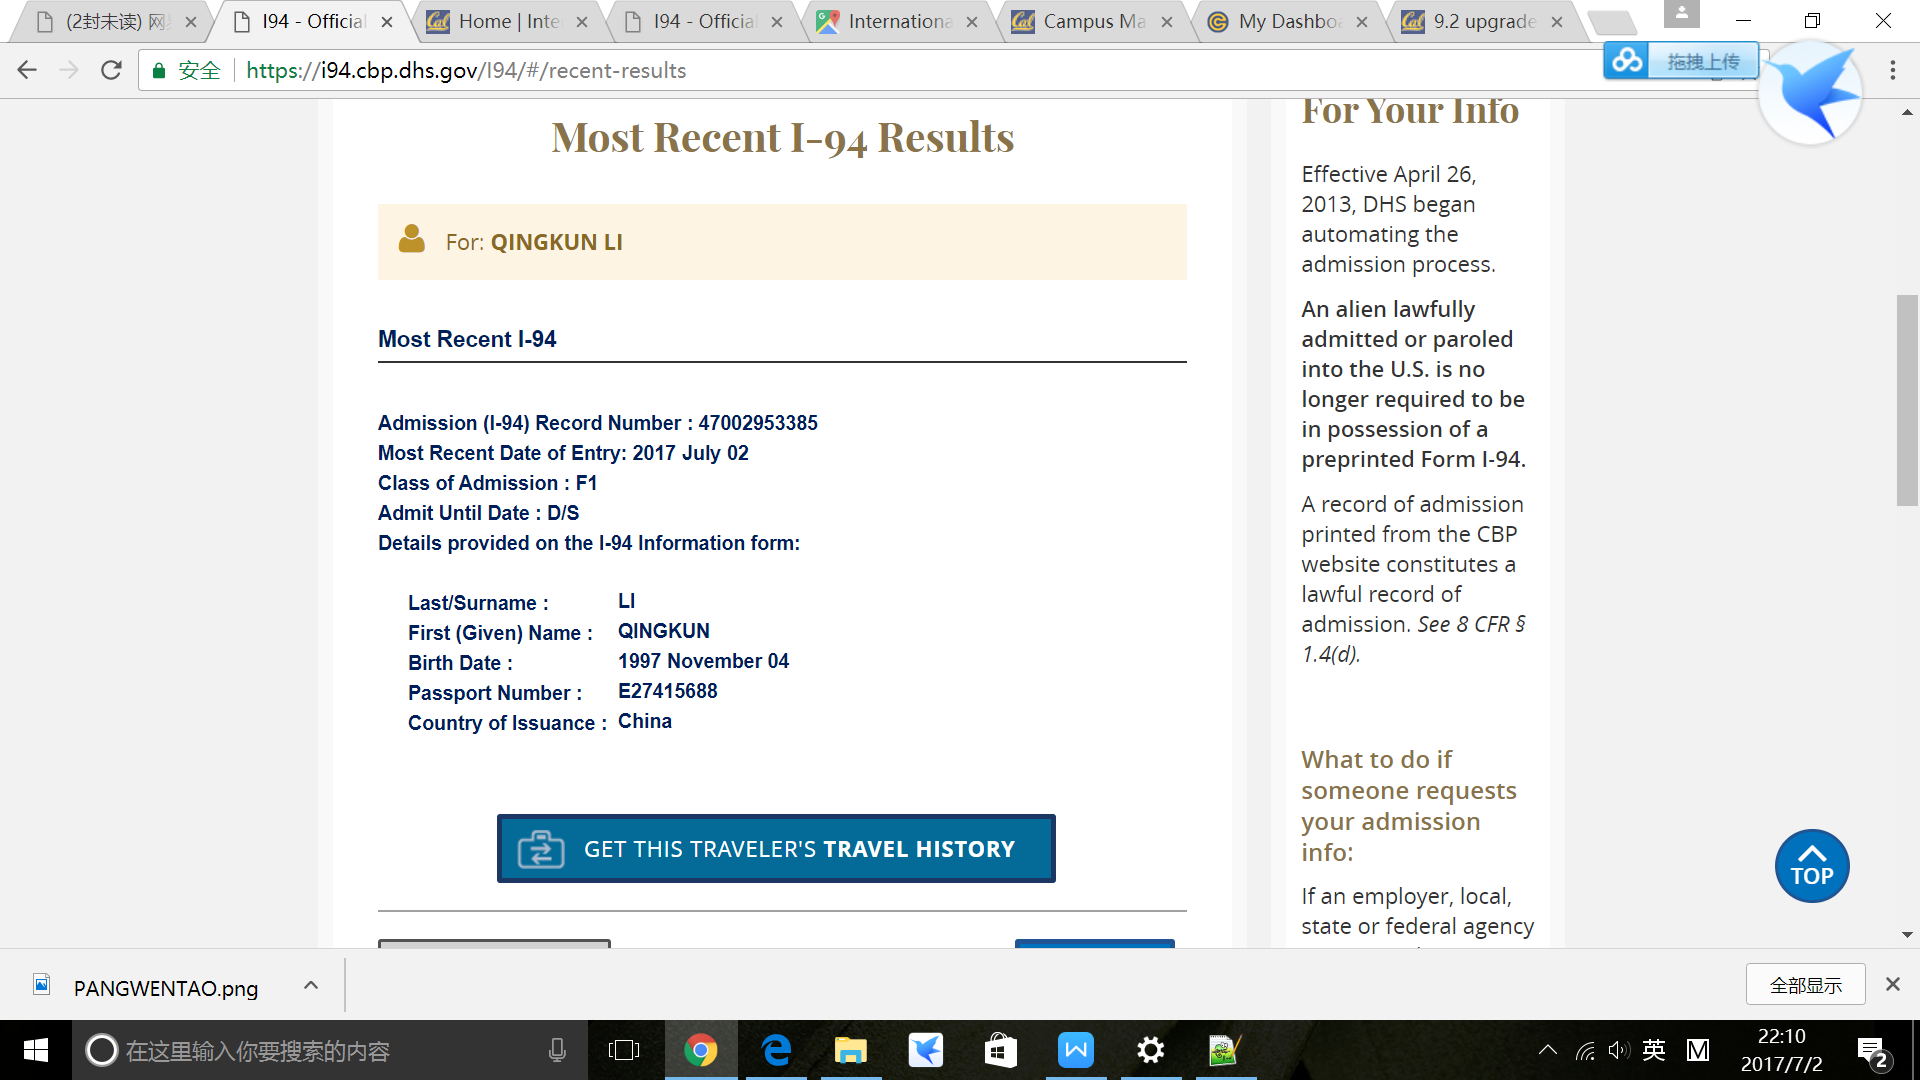 (2封未读) 网
I94 - Official
Home | Inte
I94 - Official
Internationa
Campus Ma
My Dashboa
9.2 upgrade
安全
https://i94.cbp.dhs.gov/I94/#/recent-results
拖拽上传
Most Recent I-94 Results
For: QINGKUN LI
Most Recent I-94
Admission (I-94) Record Number : 47002953385
Most Recent Date of Entry: 2017 July 02
Class of Admission : F1
Admit Until Date : D/S
Details provided on the I-94 Information form:
Last/Surname : LI
First (Given) Name : QINGKUN
Birth Date : 1997 November 04
Passport Number : E27415688
Country of Issuance : China
GET THIS TRAVELER'S TRAVEL HISTORY
For Your Info
Effective April 26,
2013, DHS began
automating the
admission process.
An alien lawfully
admitted or paroled
into the U.S. is no
longer required to be
in possession of a
preprinted Form I-94.
A record of admission
printed from the CBP
website constitutes a
lawful record of
admission. See 8 CFR §
1.4(d).
What to do if
someone requests
your admission
info:
If an employer, local,
state or federal agency
TOP
PANGWENTAO.png
全部显示
在这里输入你要搜索的内容
英
M
22:10
2017/7/2
2